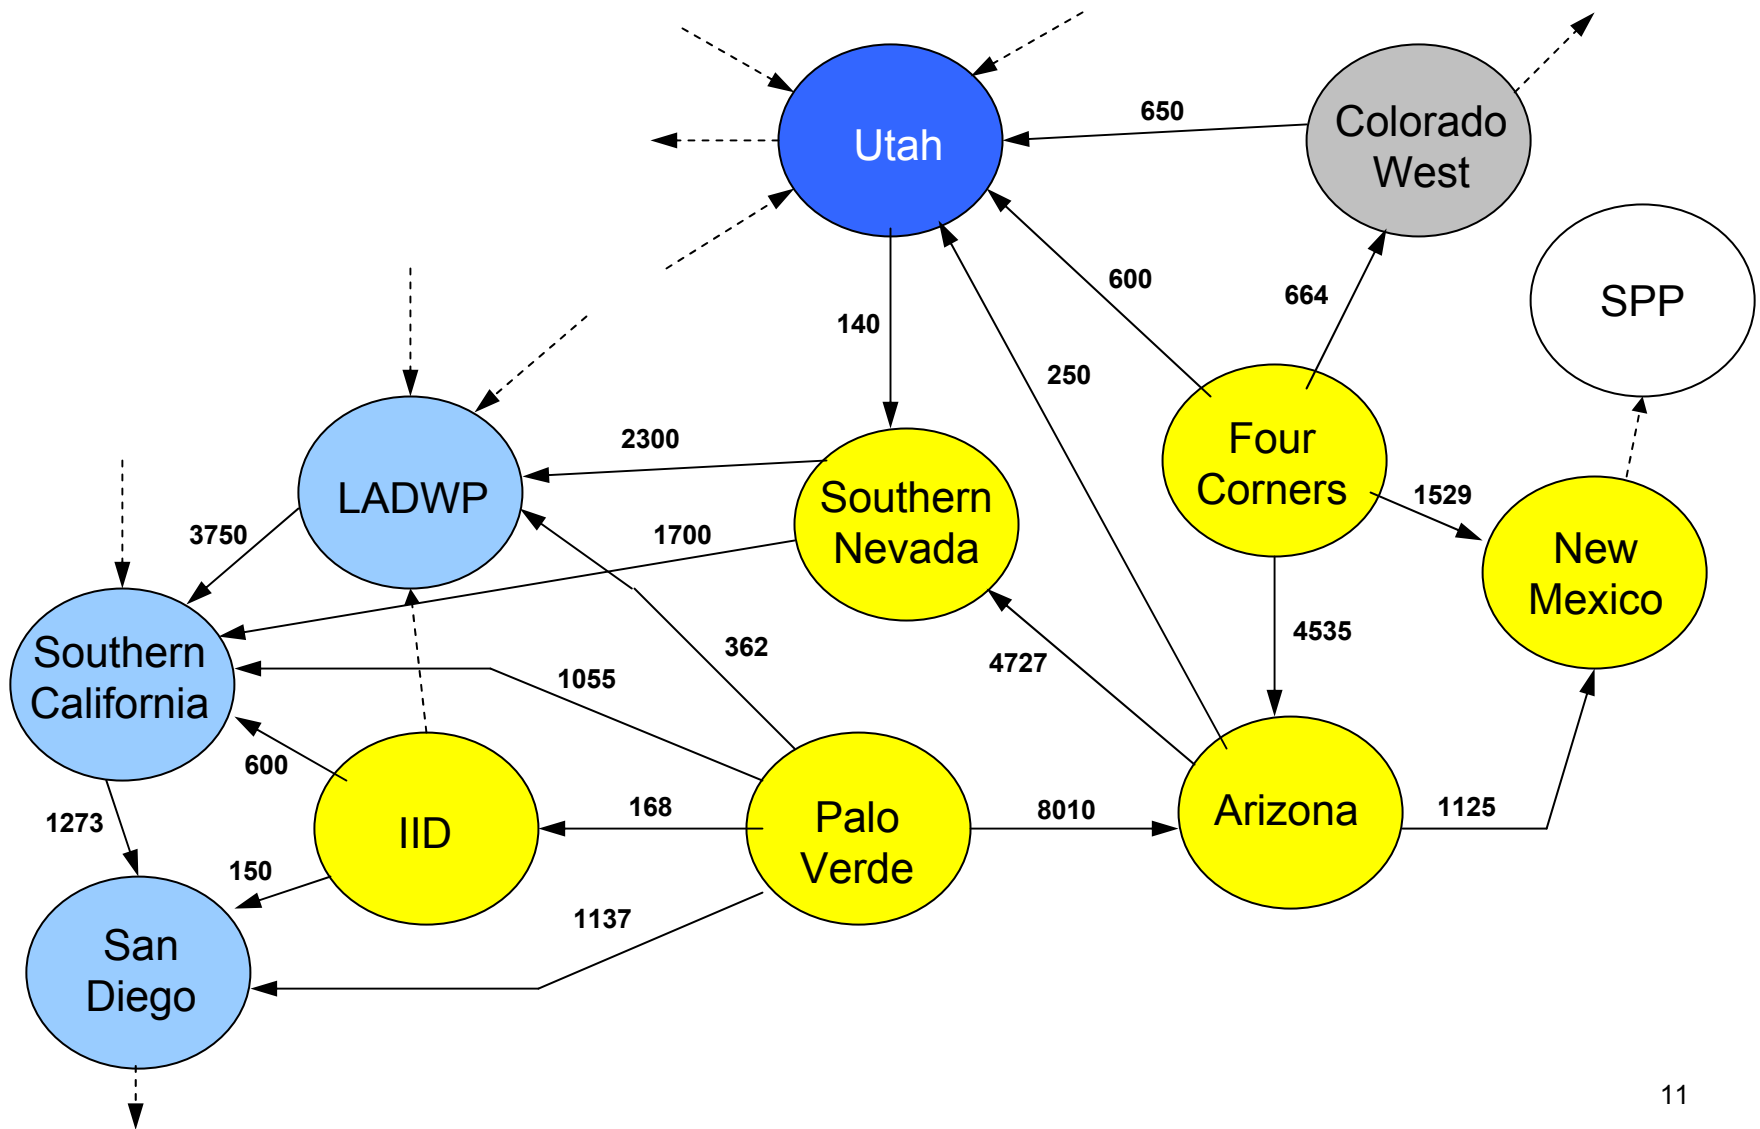 Utah
650
Colorado
West
SPP
600
664
140
250
2300
Four
Corners
1529
LADWP
Southern
Nevada
3750
1700
New
Mexico
4535
362
4727
Southern
California
1055
600
168
8010
1125
IID
Palo
Verde
Arizona
1273
150
1137
San
Diego
11